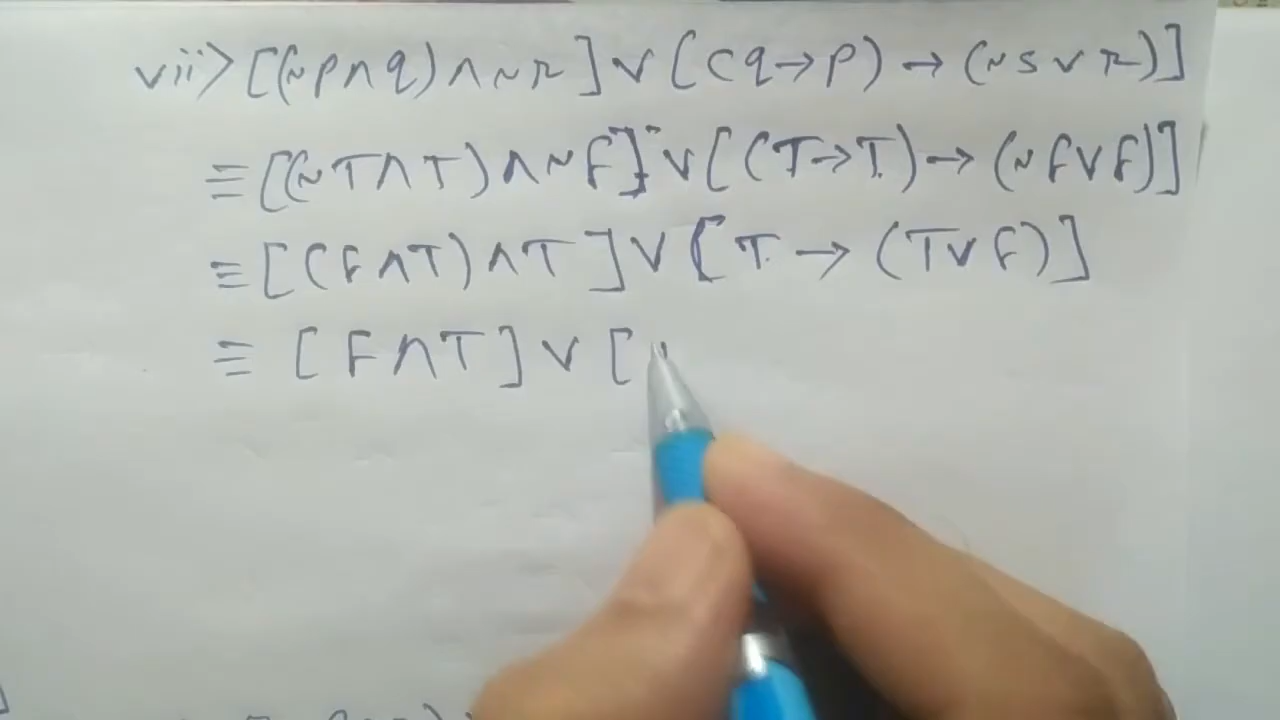 vii> [(~p∧q)∧~r]∨[(q→p)→(~s∨r)]
≡[(~T∧T)∧~F]∨[(T→T)→(~F∨F)]
≡[(F∧T)∧T]∨[T→(T∨F)]
≡ [F∧T]∨[